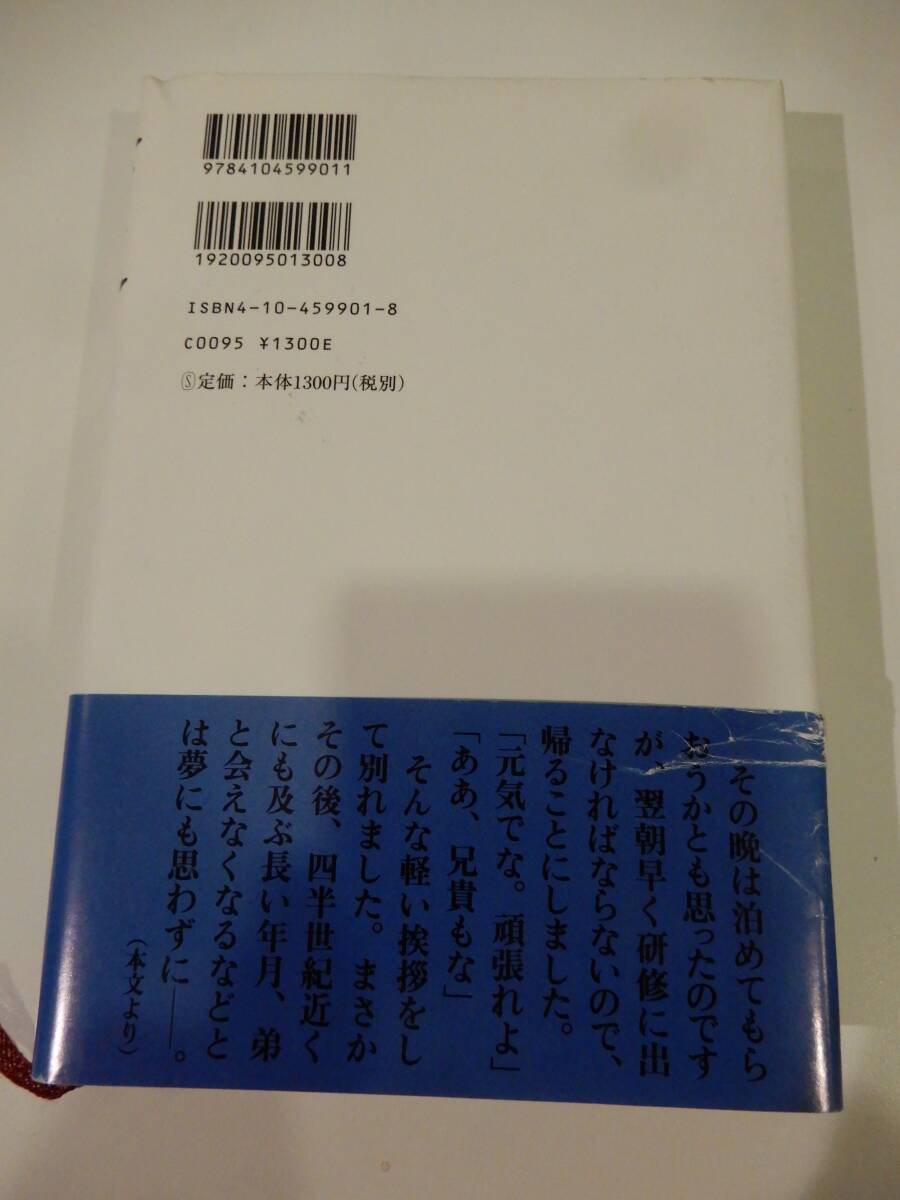 9784104599011
1920095013008
ISBN4-10-459901-8
C0095 ¥1300E
Ⓢ定価：本体1300円(税別)
その晩は泊めてもら
おうかとも思ったのです
が、翌朝早く研修に出
なければならないので、
帰ることにしました。
「元気でな。頑張れよ」
「ああ、兄貴もな」
そんな軽い挨拶をし
て別れました。まさか
その後、四半世紀近く
にも及ぶ長い年月、弟
と会えなくなるなどと
は夢にも思わずに――。
（本文より）